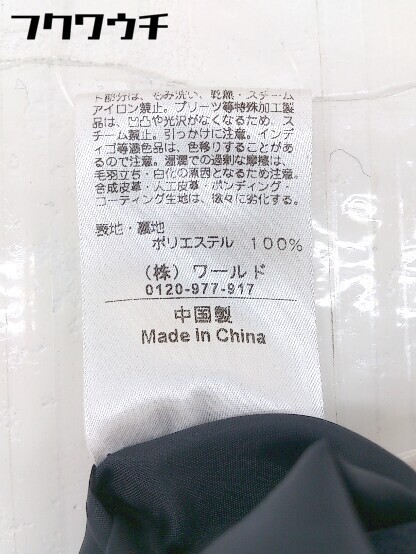 フクワウチ
ト部分は、もみ洗い、乾燥・スチーム
アイロン禁止。プリーツ等特殊加工製
品は、凹凸や光沢がなくなるため、ス
チーム禁止。引っかけに注意。インディ
ゴ等濃色品は、色移りすることがあ
るので注意。湿潤での過剰な摩擦は、
毛羽立ち・白化の原因となるため注意。
合成皮革・人工皮革・ボンディング・
コーティング生地は、徐々に劣化する。
表地・裏地
ポリエステル 100%
(株) ワールド
0120-977-917
中国製
Made in China